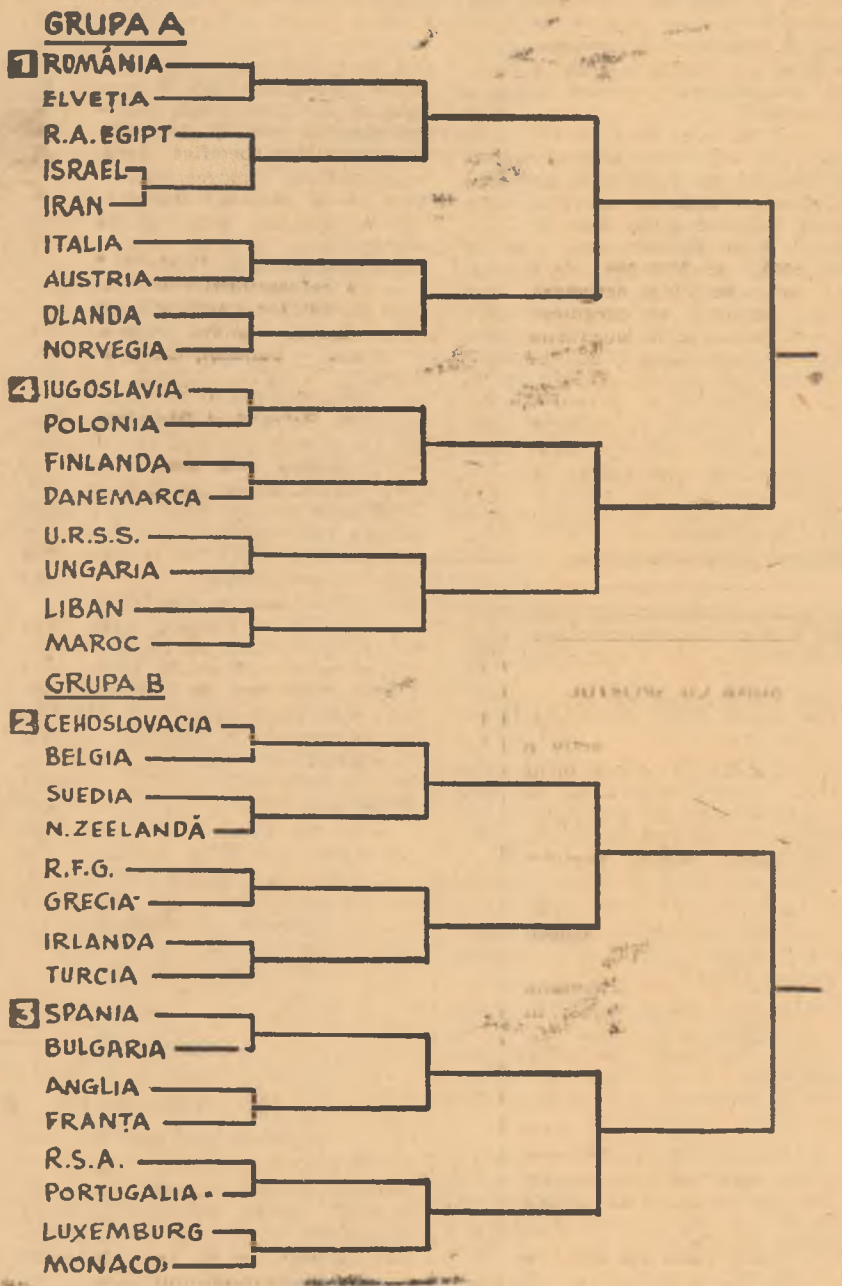 GRUPA A
1 ROMÂNIA
ELVEȚIA
R.A. EGIPT
ISRAEL
IRAN
ITALIA
AUSTRIA
OLANDA
NORVEGIA
4 IUGOSLAVIA
POLONIA
FINLANDA
DANEMARCA
U.R.S.S.
UNGARIA
LIBAN
MAROC
GRUPA B
2 CEHOSLOVACIA
BELGIA
SUEDIA
N. ZEELANDĂ
R.F.G.
GRECIA
IRLANDA
TURCIA
3 SPANIA
BULGARIA
ANGLIA
FRANȚA
R.S.A.
PORTUGALIA
LUXEMBURG
MONACO